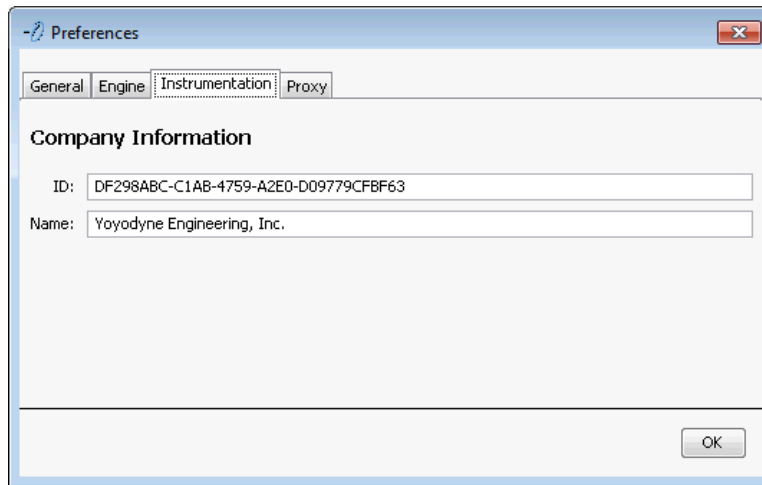 Preferences
General Engine Instrumentation Proxy
Company Information
ID: DF298ABC-C1AB-4759-A2E0-D09779CFBF63
Name: Yoyodyne Engineering, Inc.
OK